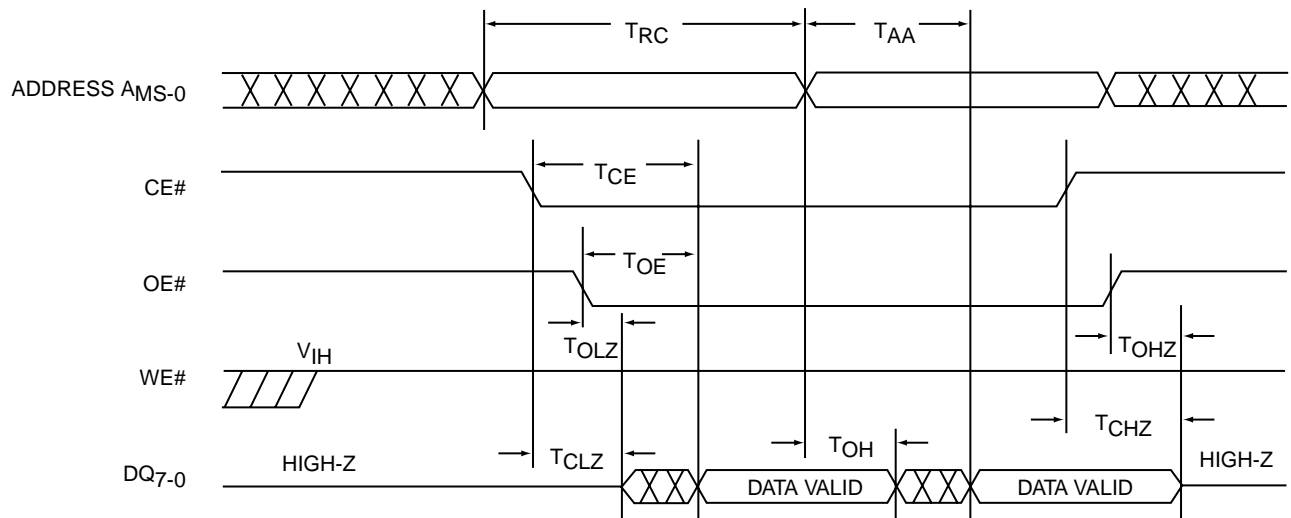 TRC
TAA
ADDRESS AMS-0
TCE
CE#
TOE
OE#
TOLZ
TOHZ
VIH
WE#
TCHZ
TCLZ
TOH
HIGH-Z
HIGH-Z
DQ7-0
DATA VALID
DATA VALID